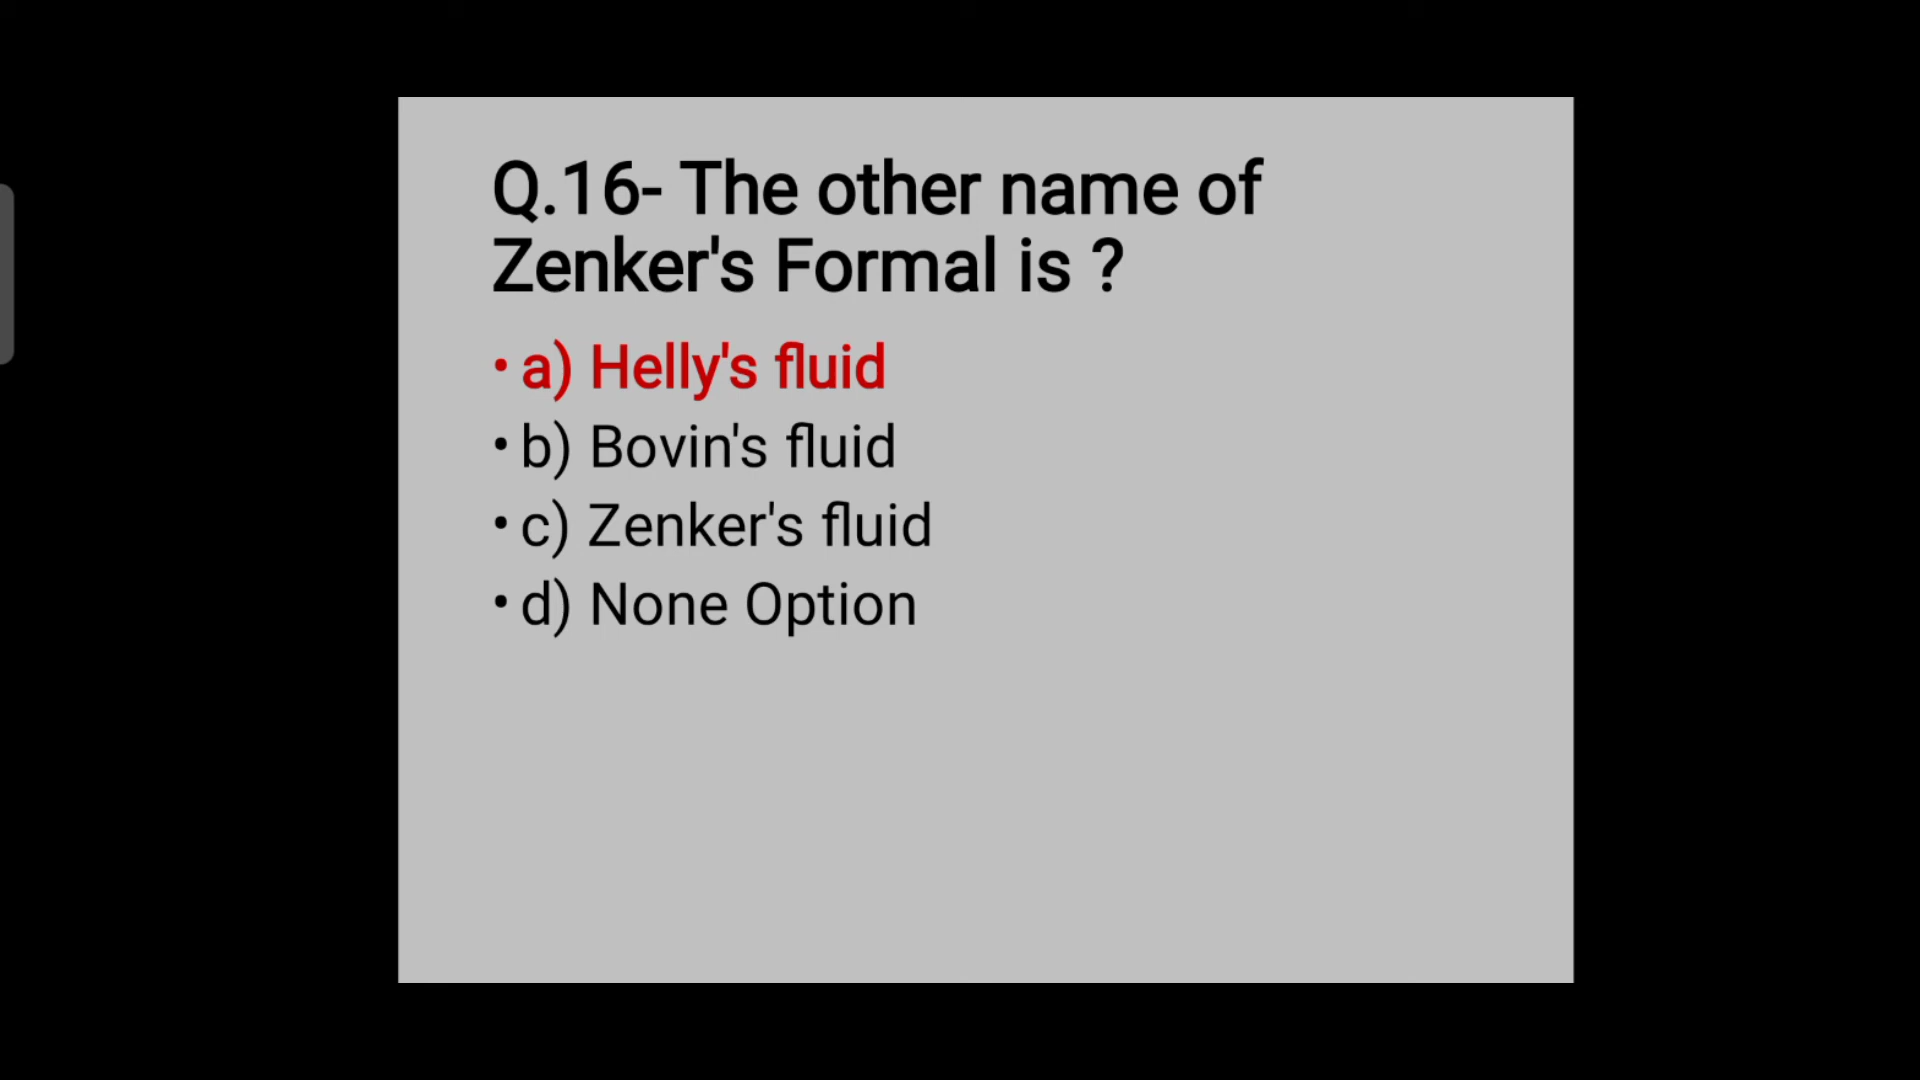 Q.16- The other name of
Zenker's Formal is ?
• a) Helly's fluid
• b) Bovin's fluid
• c) Zenker's fluid
• d) None Option